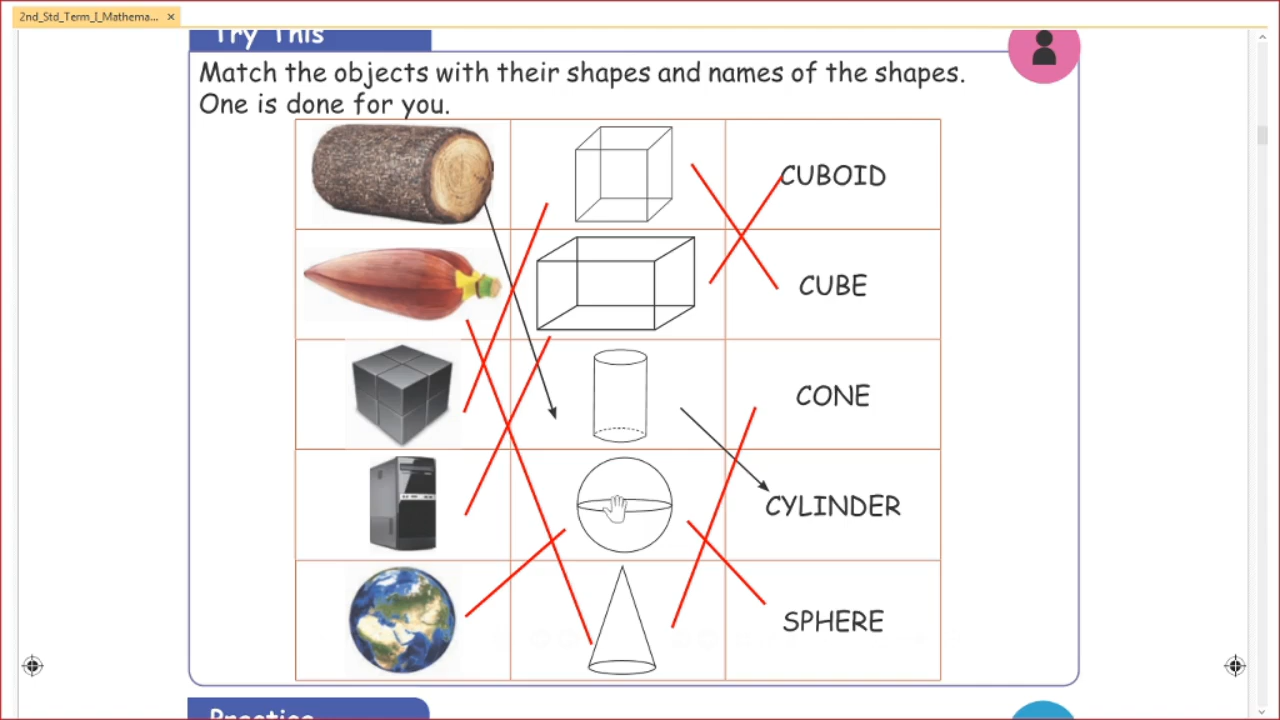 2nd_Std_Term_I_Mathema...
Try This
Match the objects with their shapes and names of the shapes.
One is done for you.
CUBOID
CUBE
CONE
CYLINDER
SPHERE
Practice